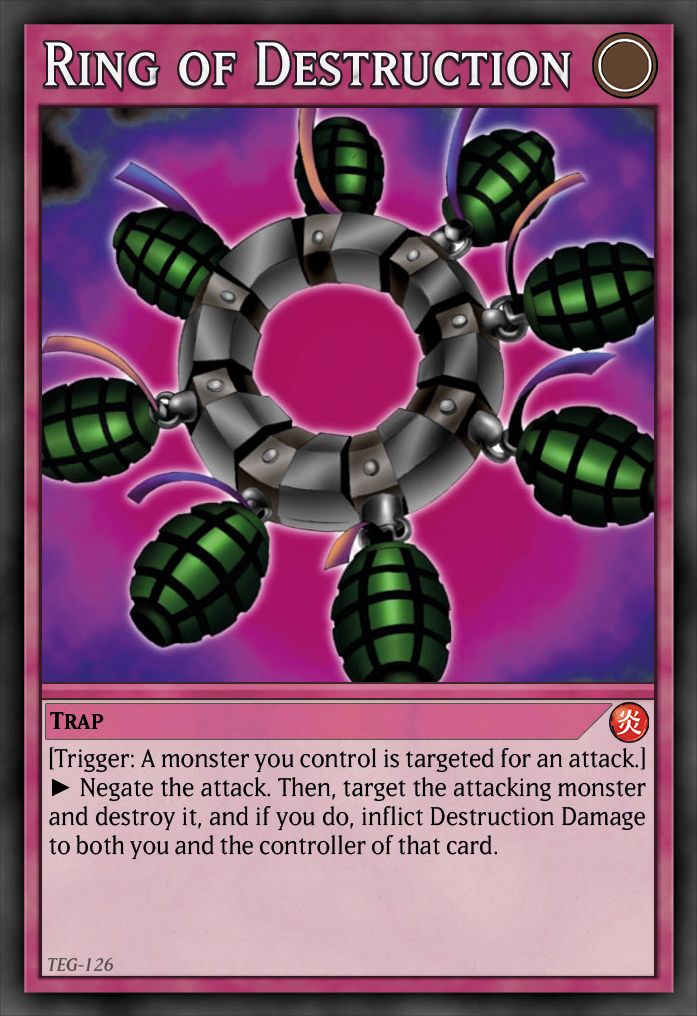 Ring of Destruction
Trap
炎
[Trigger: A monster you control is targeted for an attack.]
► Negate the attack. Then, target the attacking monster
and destroy it, and if you do, inflict Destruction Damage
to both you and the controller of that card.
TEG-126